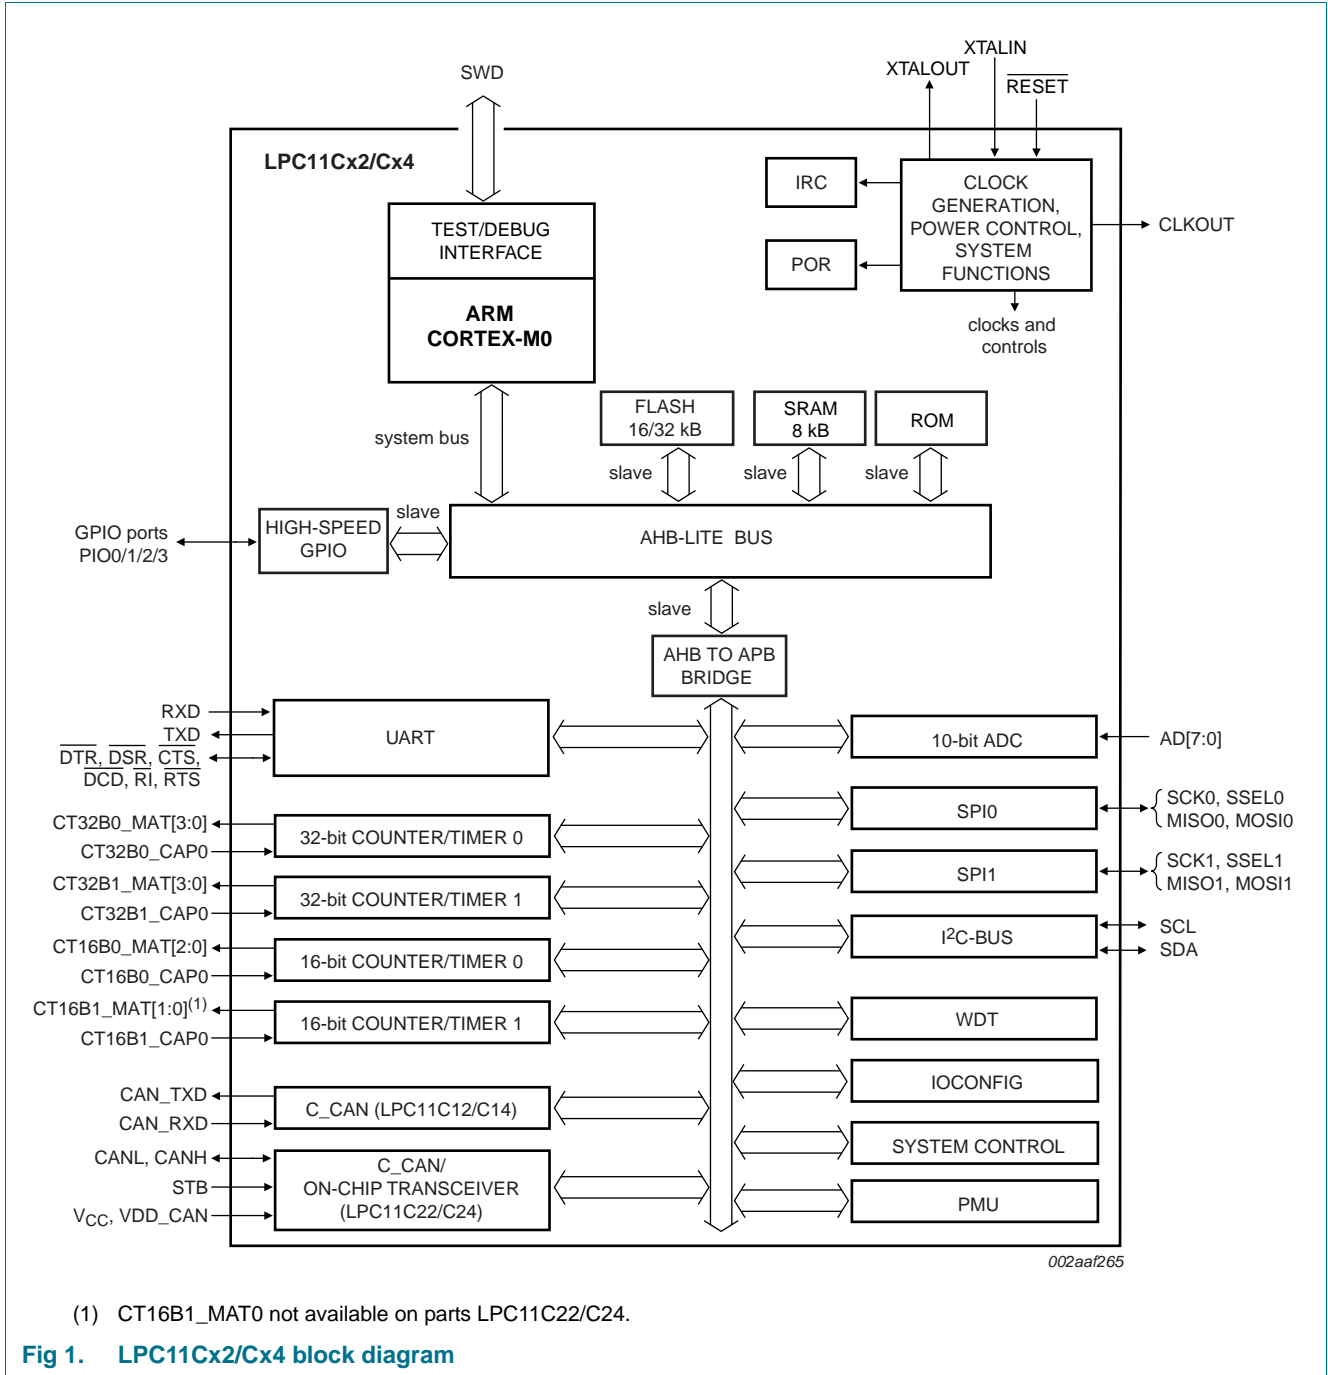 XTALIN
XTALOUT
RESET
SWD
LPC11Cx2/Cx4
IRC
CLOCK
GENERATION,
POWER CONTROL,
SYSTEM
FUNCTIONS
CLKOUT
TEST/DEBUG
INTERFACE
POR
ARM
CORTEX-M0
clocks and
controls
FLASH
16/32 kB
SRAM
8 kB
ROM
system bus
slave
slave
slave
slave
GPIO ports
PIO0/1/2/3
HIGH-SPEED
GPIO
AHB-LITE BUS
slave
AHB TO APB
BRIDGE
RXD
TXD
DTR, DSR, CTS,
DCD, RI, RTS
UART
10-bit ADC
AD[7:0]
CT32B0_MAT[3:0]
CT32B0_CAP0
32-bit COUNTER/TIMER 0
SPI0
SCK0, SSEL0
MISO0, MOSI0
CT32B1_MAT[3:0]
CT32B1_CAP0
32-bit COUNTER/TIMER 1
SPI1
SCK1, SSEL1
MISO1, MOSI1
CT16B0_MAT[2:0]
CT16B0_CAP0
16-bit COUNTER/TIMER 0
I2C-BUS
SCL
SDA
CT16B1_MAT[1:0](1)
CT16B1_CAP0
16-bit COUNTER/TIMER 1
WDT
IOCONFIG
CAN_TXD
CAN_RXD
C_CAN (LPC11C12/C14)
SYSTEM CONTROL
CANL, CANH
STB
VCC, VDD_CAN
C_CAN/
ON-CHIP TRANSCEIVER
(LPC11C22/C24)
PMU
002aaf265
(1) CT16B1_MAT0 not available on parts LPC11C22/C24.
Fig 1. LPC11Cx2/Cx4 block diagram